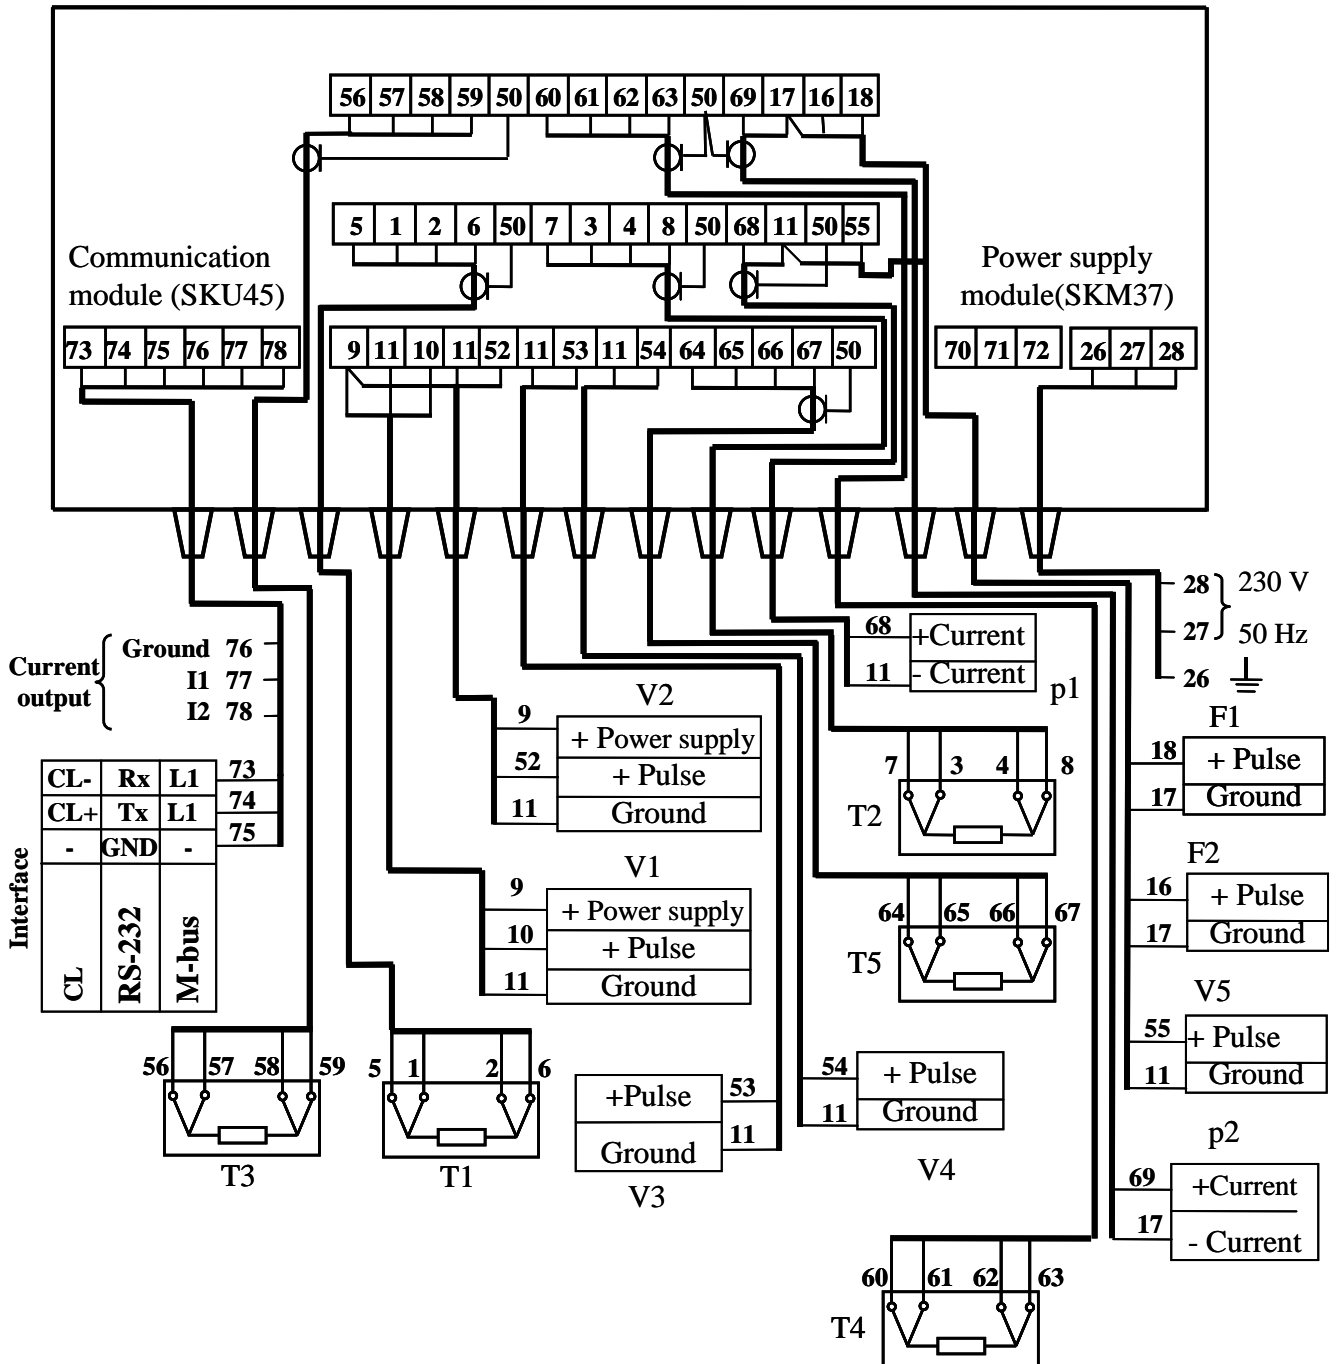 56 57 58 59 50 60 61 62 63 50 69 17 16 18
5 1 2 6 50 7 3 4 8 50 68 11 50 55
Communication
module (SKU45)
Power supply
module(SKM37)
73 74 75 76 77 78
9 11 10 11 52 11 53 11 54 64 65 66 67 50
70 71 72
26 27 28
28 230 V
27 50 Hz
26
Current
output
Ground 76
I1 77
I2 78
CL- Rx L1 73
CL+ Tx L1 74
- GND - 75
Interface
CL
RS-232
M-bus
68 +Current
11 - Current
p1
V2
9 + Power supply
52 + Pulse
11 Ground
V1
9 + Power supply
10 + Pulse
11 Ground
7 3 4 8
T2
64 65 66 67
T5
F1
18 + Pulse
17 Ground
F2
16 + Pulse
17 Ground
V5
55 + Pulse
11 Ground
p2
69 +Current
17 - Current
56 57 58 59
T3
5 1 2 6
T1
+Pulse 53
Ground 11
V3
54 + Pulse
11 Ground
V4
60 61 62 63
T4